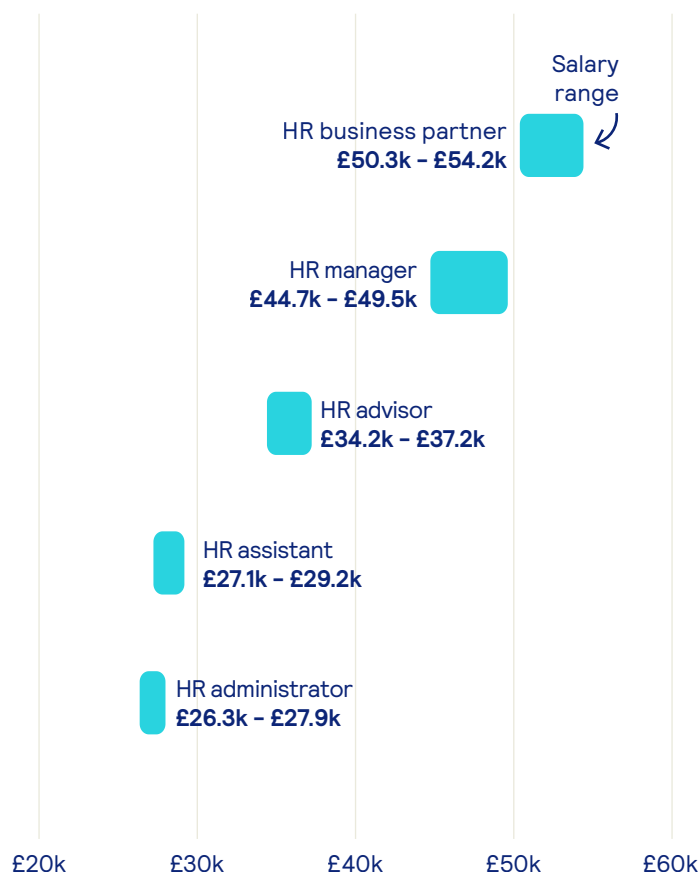 Salary
range
HR business partner
£50.3k – £54.2k
HR manager
£44.7k – £49.5k
HR advisor
£34.2k – £37.2k
HR assistant
£27.1k – £29.2k
HR administrator
£26.3k – £27.9k
£20k £30k £40k £50k £60k